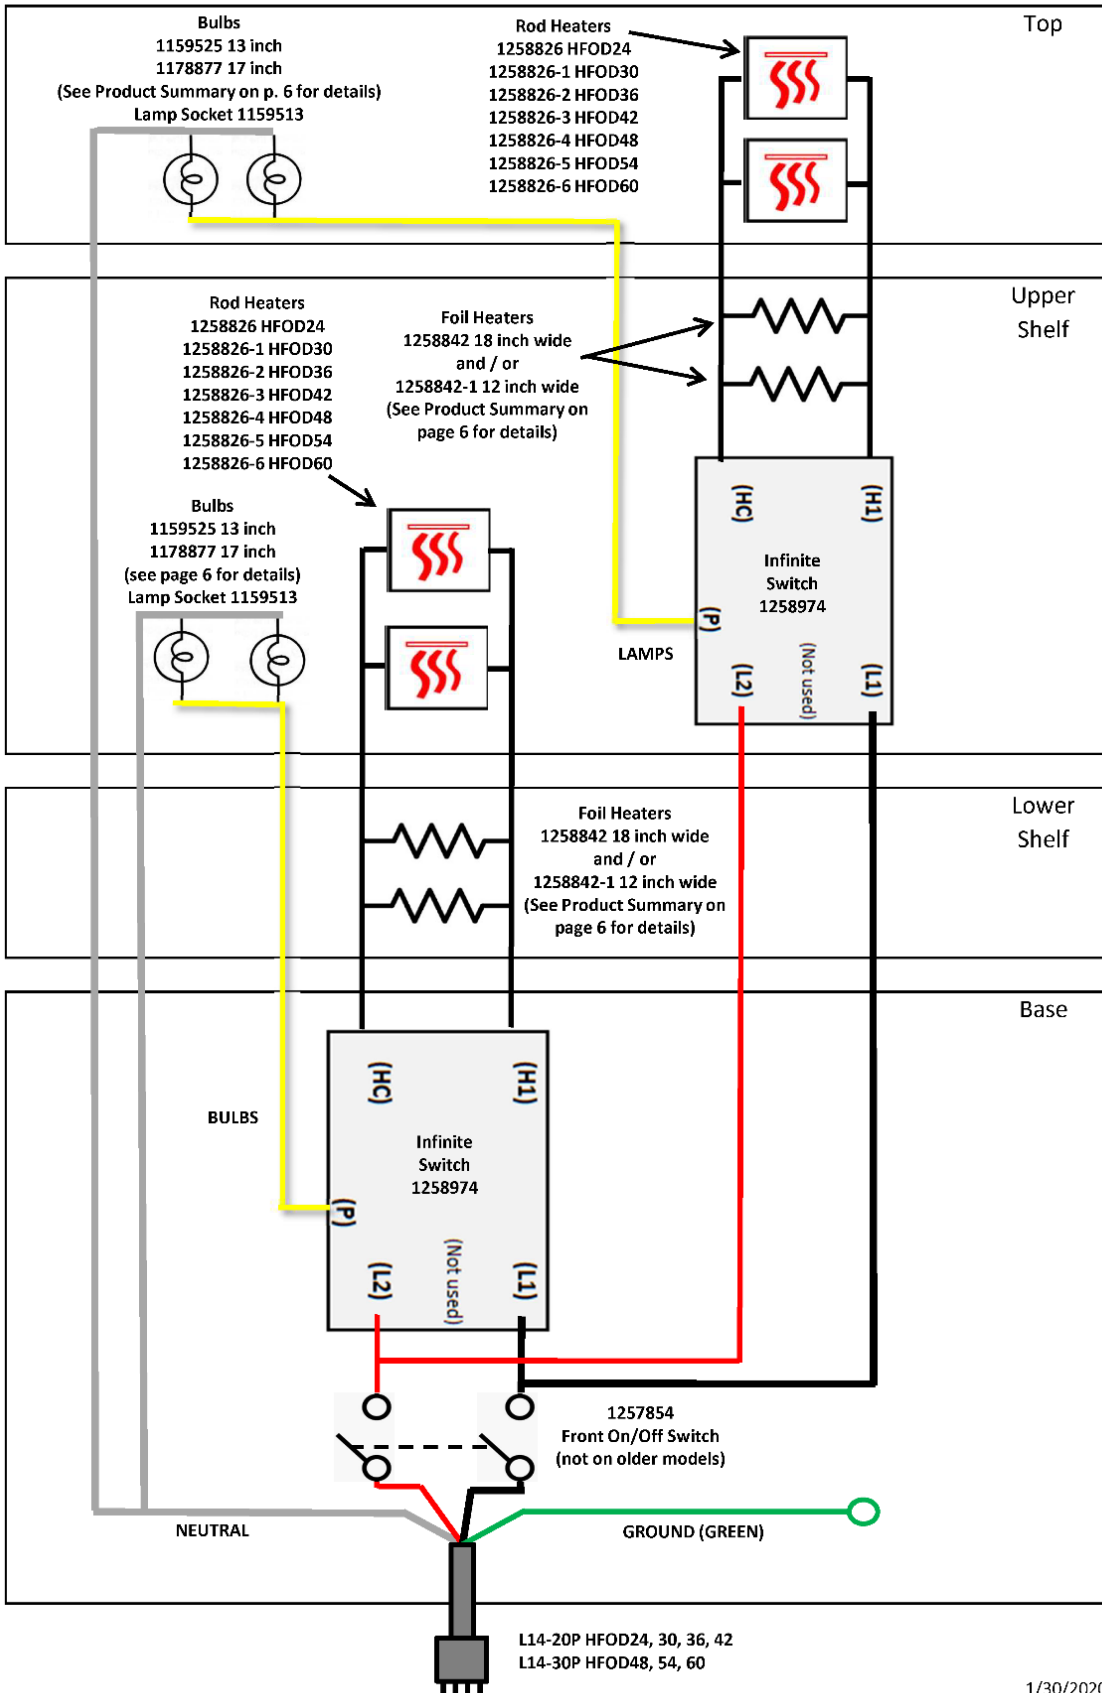 Top
Bulbs
1159525 13 inch
1178877 17 inch
(See Product Summary on p. 6 for details)
Lamp Socket 1159513
Rod Heaters
1258826 HFOD24
1258826-1 HFOD30
1258826-2 HFOD36
1258826-3 HFOD42
1258826-4 HFOD48
1258826-5 HFOD54
1258826-6 HFOD60
Upper
Shelf
Rod Heaters
1258826 HFOD24
1258826-1 HFOD30
1258826-2 HFOD36
1258826-3 HFOD42
1258826-4 HFOD48
1258826-5 HFOD54
1258826-6 HFOD60
Foil Heaters
1258842 18 inch wide
and / or
1258842-1 12 inch wide
(See Product Summary on
page 6 for details)
Bulbs
1159525 13 inch
1178877 17 inch
(see page 6 for details)
Lamp Socket 1159513
(HC)
(H1)
Infinite
Switch
1258974
(P)
LAMPS
(L2)
(Not used)
(L1)
Lower
Shelf
Foil Heaters
1258842 18 inch wide
and / or
1258842-1 12 inch wide
(See Product Summary on
page 6 for details)
Base
(HC)
(H1)
BULBS
Infinite
Switch
1258974
(P)
(L2)
(Not used)
(L1)
1257854
Front On/Off Switch
(not on older models)
NEUTRAL
GROUND (GREEN)
L14-20P HFOD24, 30, 36, 42
L14-30P HFOD48, 54, 60
1/30/2020